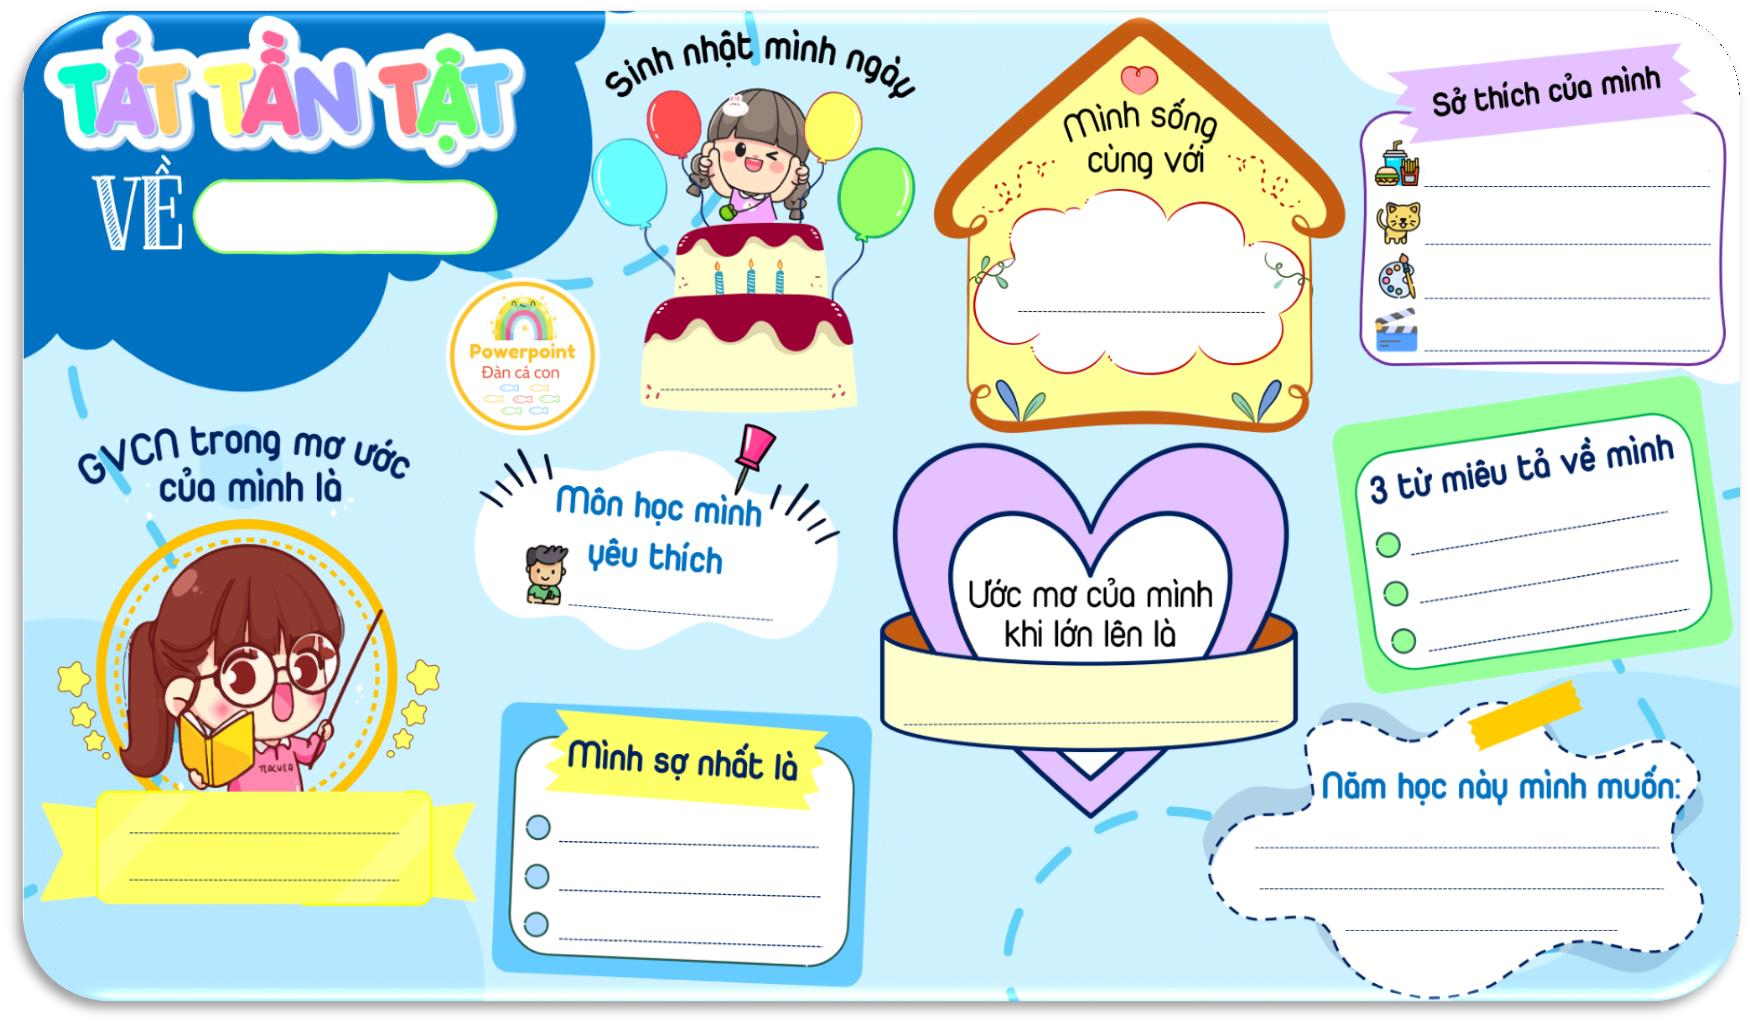 TẤT TẦN TẬT
VỀ
Sinh nhật mình ngày
Mình sống
cùng với
Sở thích của mình
Powerpoint
Đàn cá con
GVCN trong mơ ước
của mình là
TEACHER
Môn học mình
yêu thích
Ước mơ của mình
khi lớn lên là
3 từ miêu tả về mình
Mình sợ nhất là
Năm học này mình muốn: